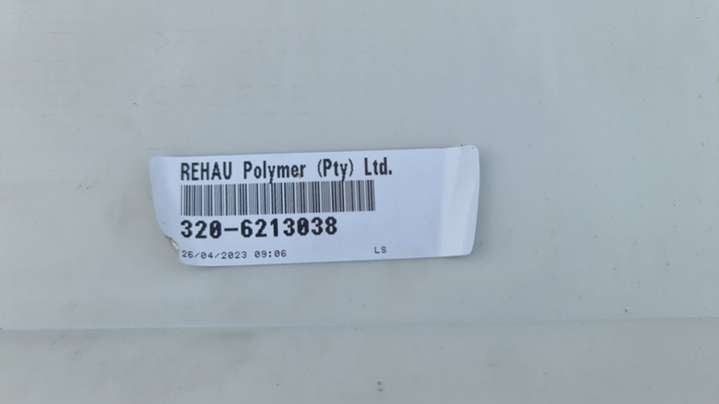 REHAU Polymer (Pty) Ltd.
320-6213038
26/04/2023 09:06 LS